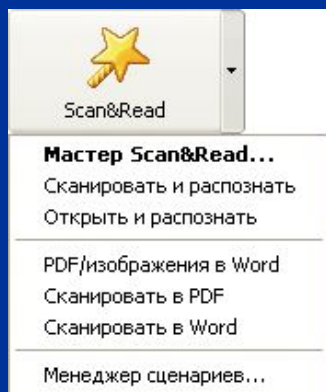 Scan&Read
Мастер Scan&Read...
Сканировать и распознать
Открыть и распознать
PDF/изображения в Word
Сканировать в PDF
Сканировать в Word
Менеджер сценариев...